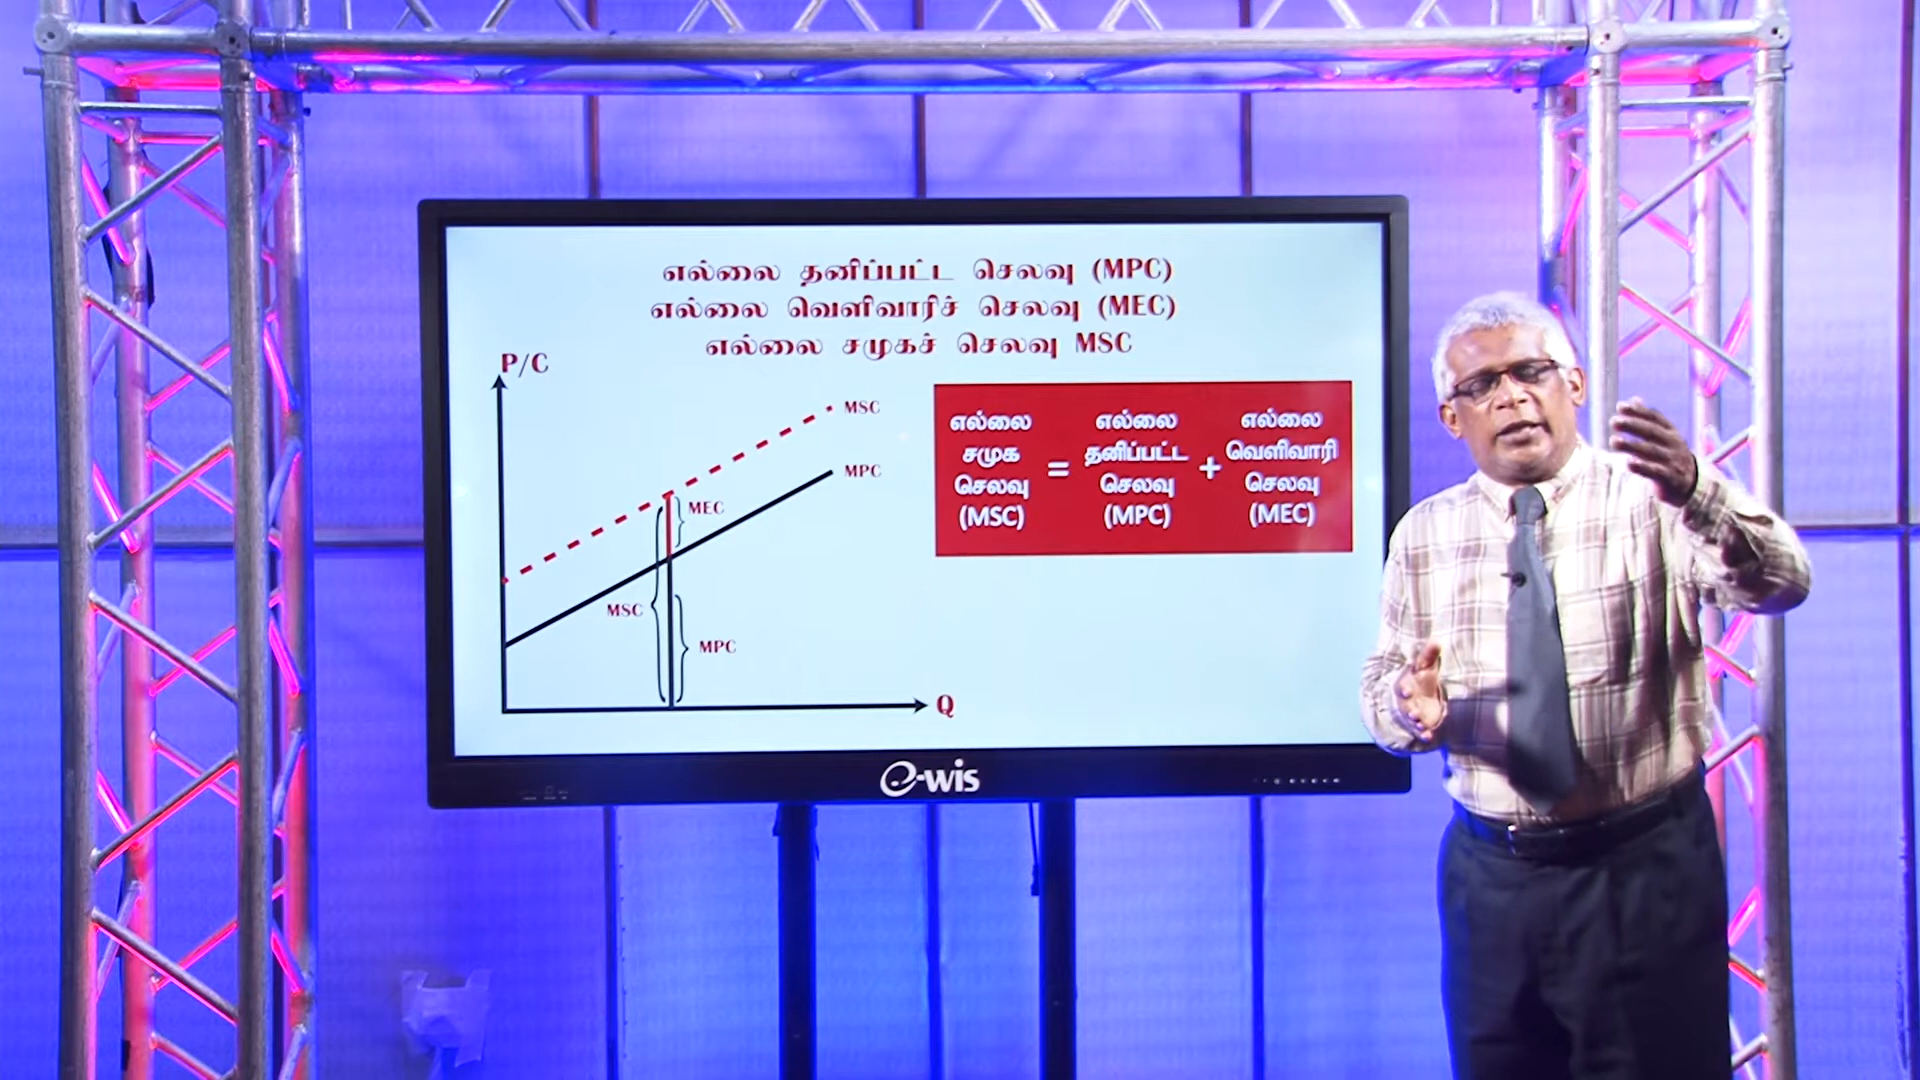 எல்லை தனிப்பட்ட செலவு (MPC)
எல்லை வெளிவாரிச் செலவு (MEC)
எல்லை சமுகச் செலவு MSC
P/C
MSC
MPC
MEC
MSC
MPC
Q
எல்லை
சமுக
செலவு
(MSC)
=
எல்லை
தனிப்பட்ட
செலவு
(MPC)
+
எல்லை
வெளிவாரி
செலவு
(MEC)
e-wis